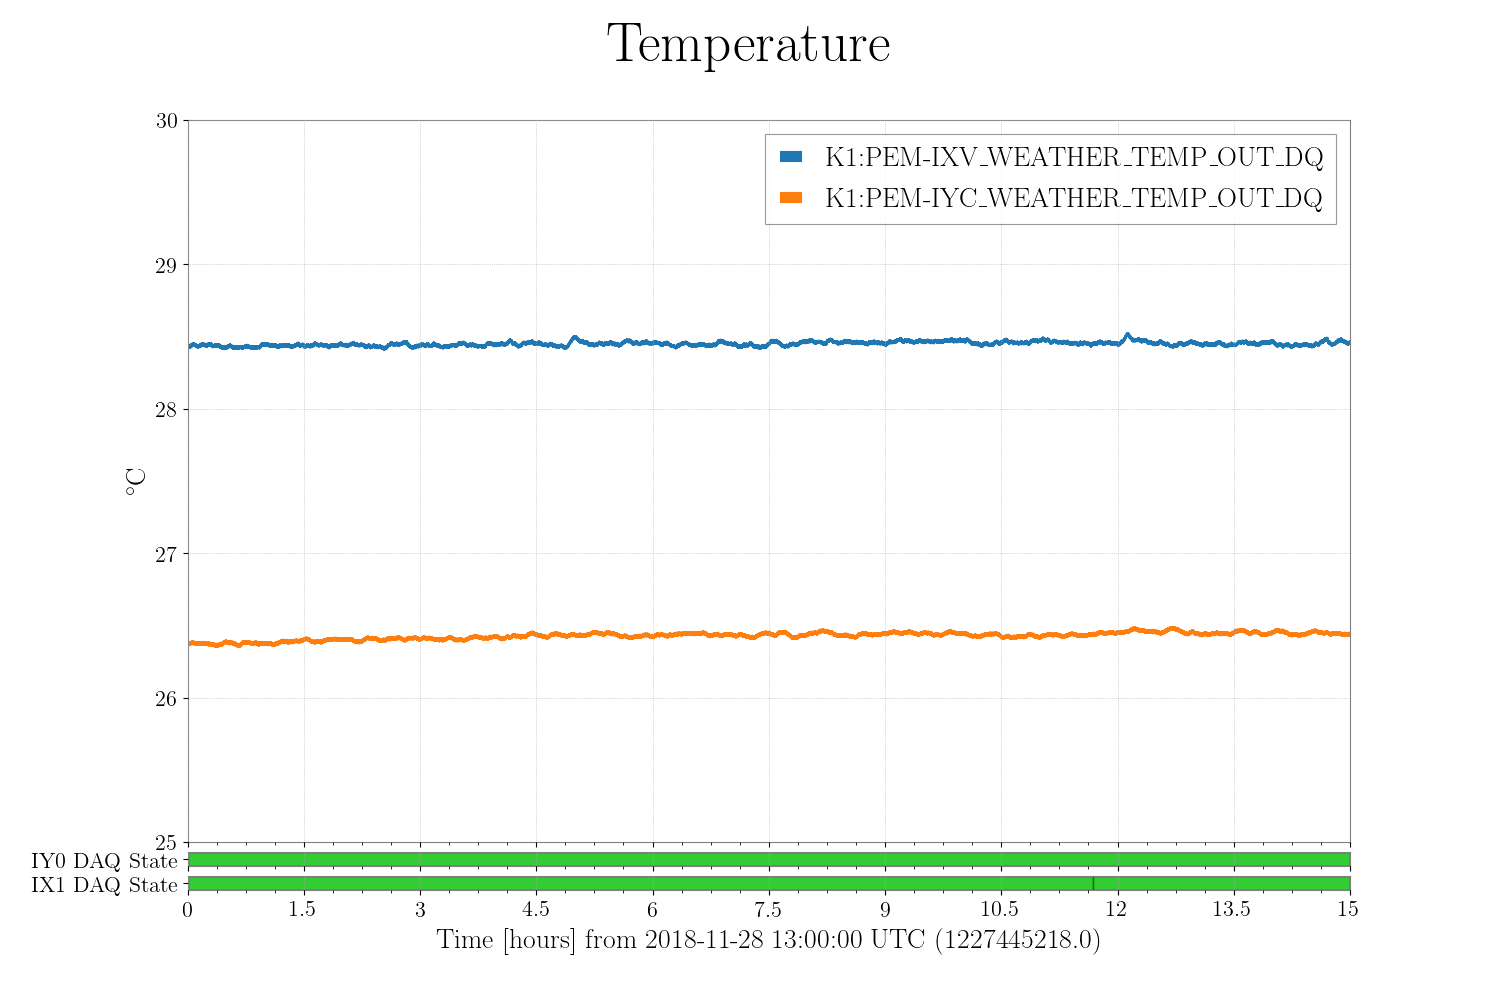 Temperature
30
K1:PEM-IXV_WEATHER_TEMP_OUT_DQ
K1:PEM-IYC_WEATHER_TEMP_OUT_DQ
29
28
°C
27
26
25
IY0 DAQ State
IX1 DAQ State
0 1.5 3 4.5 6 7.5 9 10.5 12 13.5 15
Time [hours] from 2018-11-28 13:00:00 UTC (1227445218.0)